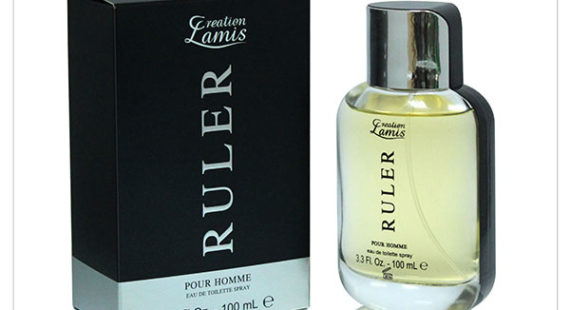 Creation
Lamis
RULER
POUR HOMME
EAU DE TOILETTE SPRAY
Oz. - 100 mL e
Creation
Lamis
RULER
POUR HOMME
eau de toilette spray
3.3 Fl. Oz. - 100 mL e